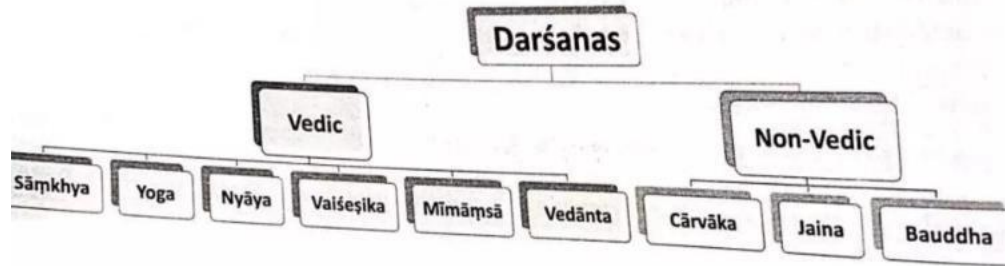 Darśanas
Vedic
Non-Vedic
Sāṃkhya
Yoga
Nyāya
Vaiśeṣika
Mīmāṃsā
Vedānta
Cārvāka
Jaina
Bauddha